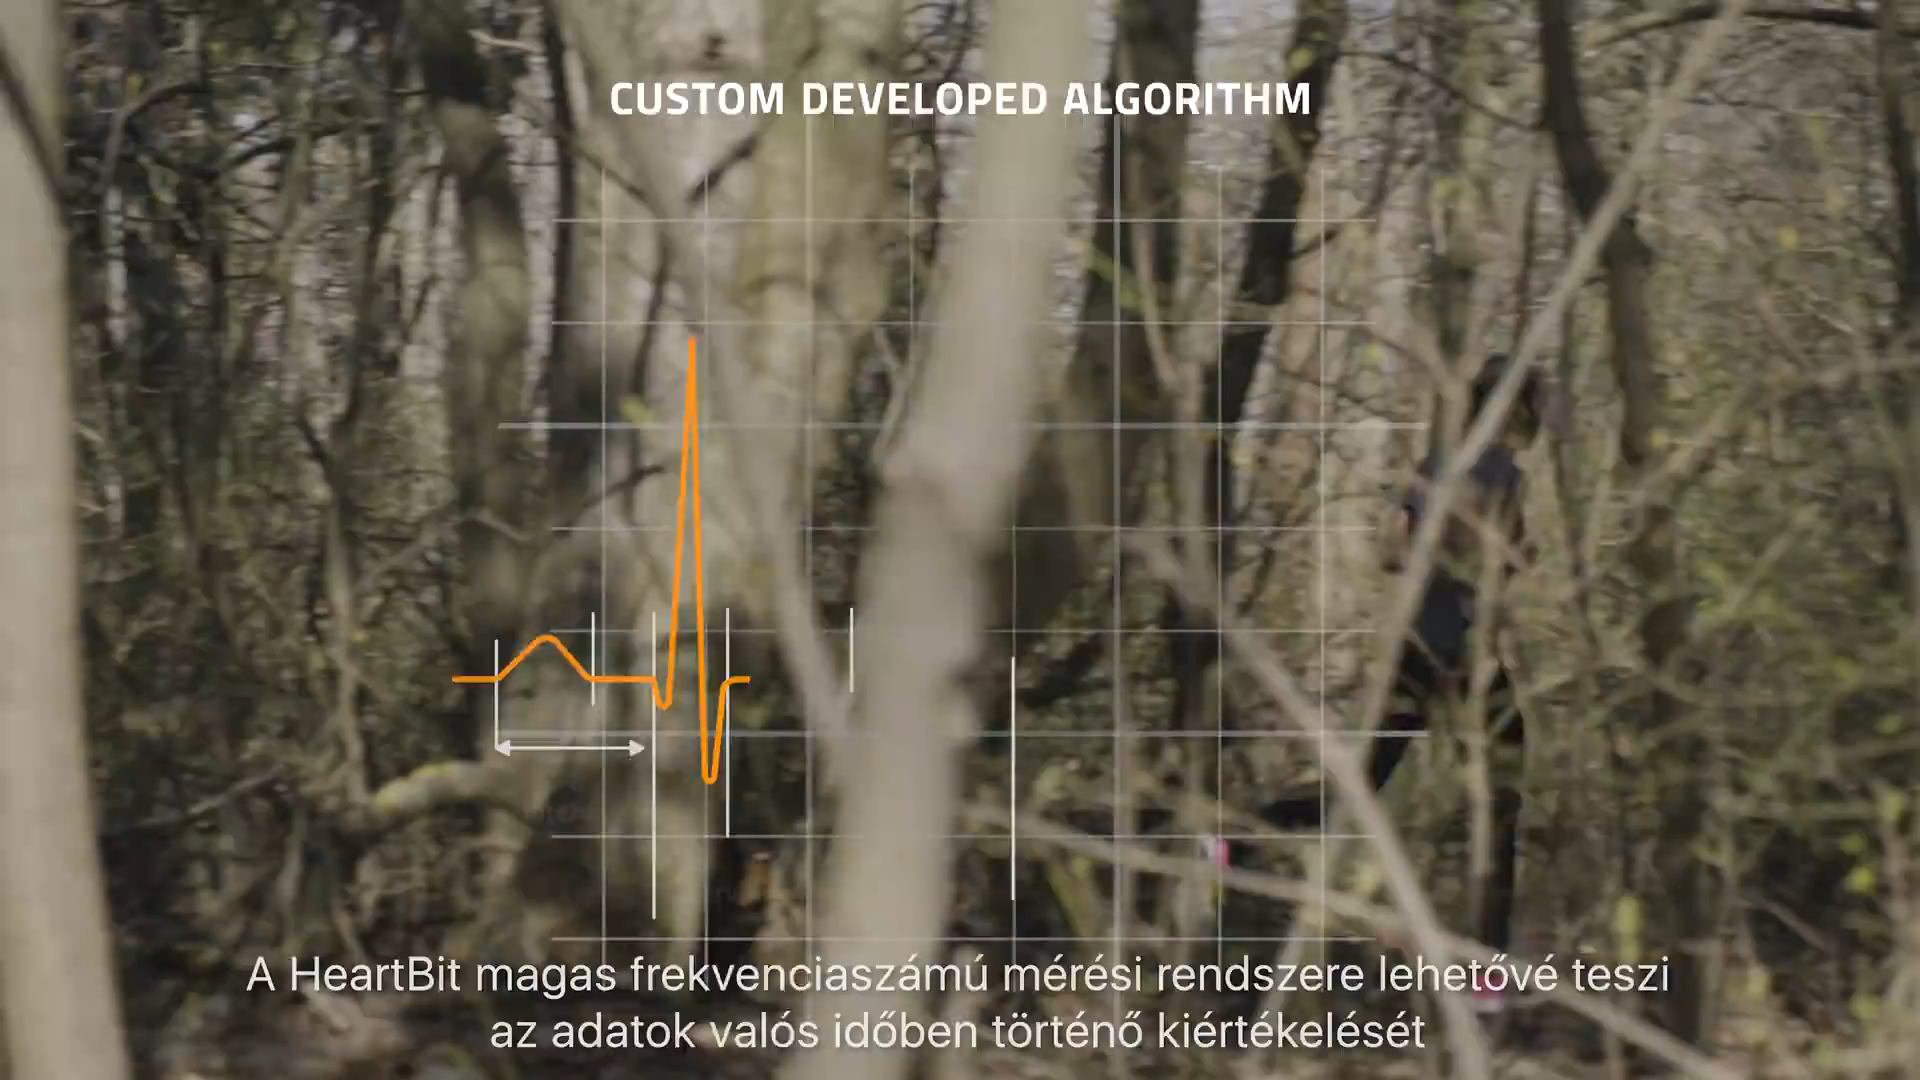 CUSTOM DEVELOPED ALGORITHM
A HeartBit magas frekvenciaszámú mérési rendszere lehetővé teszi
az adatok valós időben történő kiértékelését